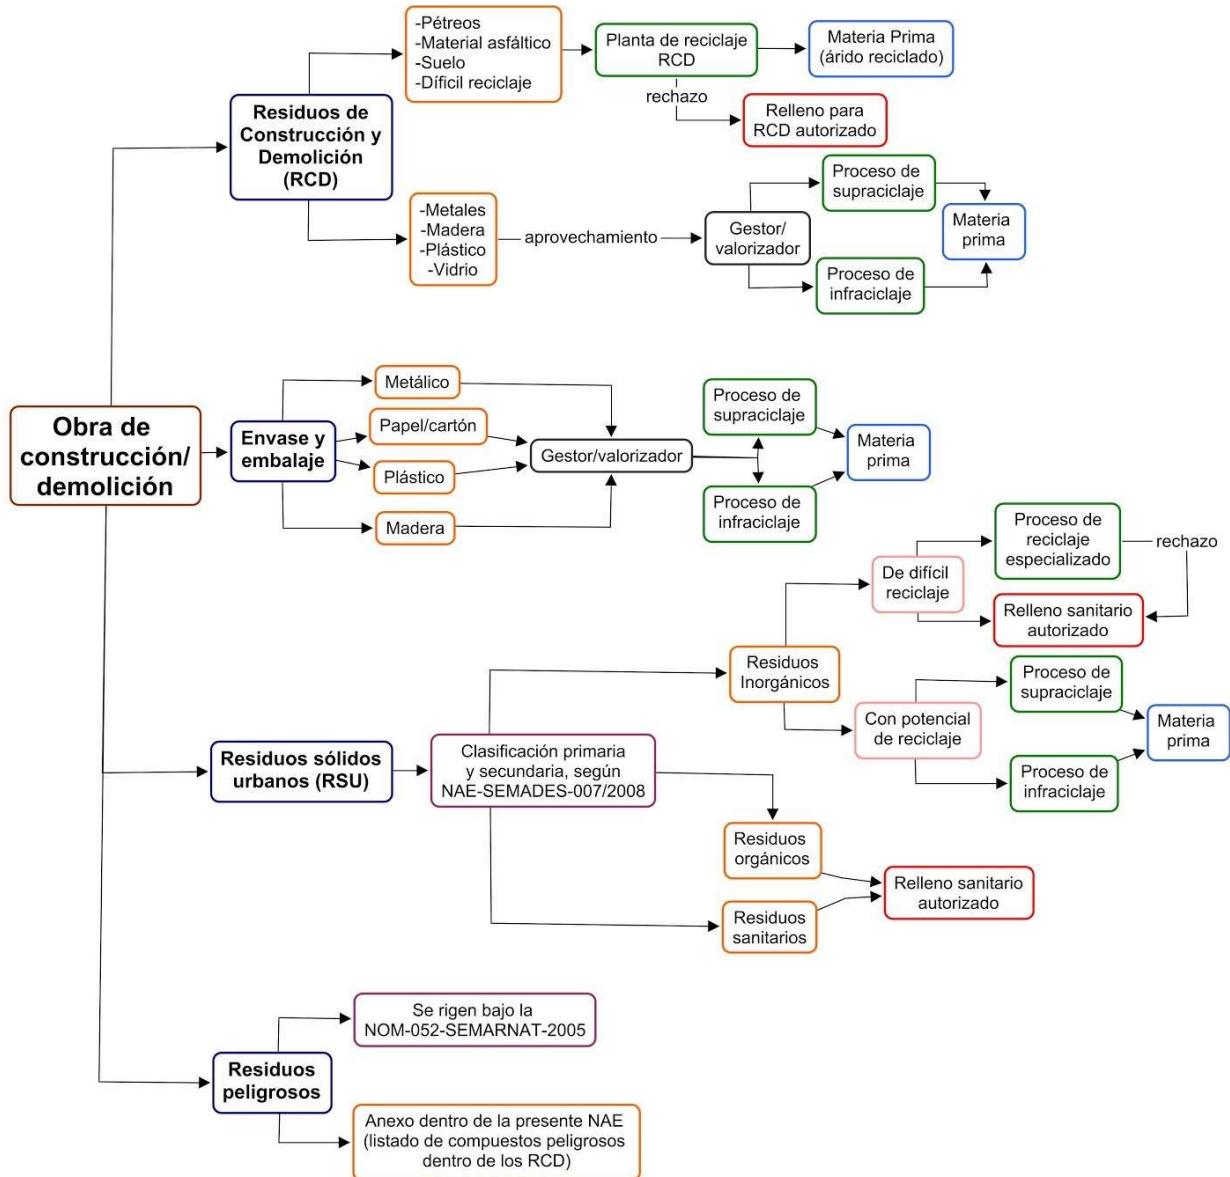 Obra de
construcción/
demolición
Residuos de
Construcción y
Demolición
(RCD)
-Pétreos
-Material asfáltico
-Suelo
-Díficil reciclaje
Planta de reciclaje
RCD
Materia Prima
(árido reciclado)
rechazo
Relleno para
RCD autorizado
-Metales
-Madera
-Plástico
-Vidrio
aprovechamiento
Gestor/
valorizador
Proceso de
supraciclaje
Proceso de
infraciclaje
Materia
prima
Envase y
embalaje
Metálico
Papel/cartón
Plástico
Madera
Gestor/valorizador
Proceso de
supraciclaje
Proceso de
infraciclaje
Materia
prima
Residuos sólidos
urbanos (RSU)
Clasificación primaria
y secundaria, según
NAE-SEMADES-007/2008
Residuos
Inorgánicos
De difícil
reciclaje
Proceso de
reciclaje
especializado
rechazo
Relleno sanitario
autorizado
Con potencial
de reciclaje
Proceso de
supraciclaje
Proceso de
infraciclaje
Materia
prima
Residuos
orgánicos
Residuos
sanitarios
Relleno sanitario
autorizado
Residuos
peligrosos
Se rigen bajo la
NOM-052-SEMARNAT-2005
Anexo dentro de la presente NAE
(listado de compuestos peligrosos
dentro de los RCD)